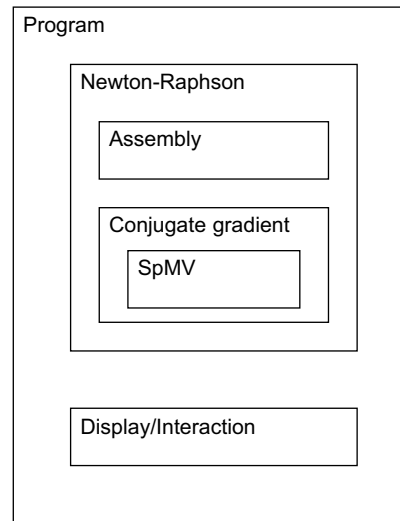 Program
Newton-Raphson
Assembly
Conjugate gradient
SpMV
Display/Interaction